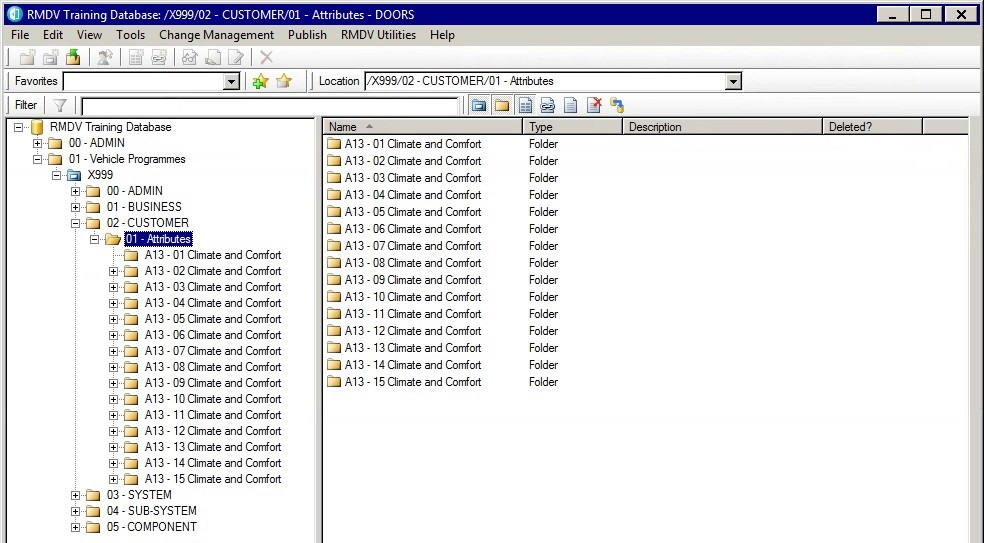 RMDV Training Database: /X999/02 - CUSTOMER/01 - Attributes - DOORS
File Edit View Tools Change Management Publish RMDV Utilities Help
Favorites Location /X999/02 - CUSTOMER/01 - Attributes
Filter
RMDV Training Database
00 - ADMIN
01 - Vehicle Programmes
X999
00 - ADMIN
01 - BUSINESS
02 - CUSTOMER
01 - Attributes
A13 - 01 Climate and Comfort
A13 - 02 Climate and Comfort
A13 - 03 Climate and Comfort
A13 - 04 Climate and Comfort
A13 - 05 Climate and Comfort
A13 - 06 Climate and Comfort
A13 - 07 Climate and Comfort
A13 - 08 Climate and Comfort
A13 - 09 Climate and Comfort
A13 - 10 Climate and Comfort
A13 - 11 Climate and Comfort
A13 - 12 Climate and Comfort
A13 - 13 Climate and Comfort
A13 - 14 Climate and Comfort
A13 - 15 Climate and Comfort
03 - SYSTEM
04 - SUB-SYSTEM
05 - COMPONENT
Name Type Description Deleted?
A13 - 01 Climate and Comfort Folder
A13 - 02 Climate and Comfort Folder
A13 - 03 Climate and Comfort Folder
A13 - 04 Climate and Comfort Folder
A13 - 05 Climate and Comfort Folder
A13 - 06 Climate and Comfort Folder
A13 - 07 Climate and Comfort Folder
A13 - 08 Climate and Comfort Folder
A13 - 09 Climate and Comfort Folder
A13 - 10 Climate and Comfort Folder
A13 - 11 Climate and Comfort Folder
A13 - 12 Climate and Comfort Folder
A13 - 13 Climate and Comfort Folder
A13 - 14 Climate and Comfort Folder
A13 - 15 Climate and Comfort Folder